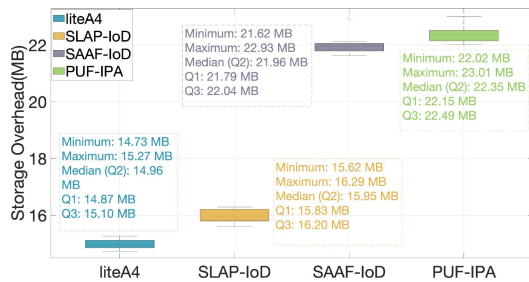 liteA4
SLAP-IoD
SAAF-IoD
PUF-IPA
Storage Overhead(MB)
22
20
18
16
Minimum: 21.62 MB
Maximum: 22.93 MB
Median (Q2): 21.96 MB
Q1: 21.79 MB
Q3: 22.04 MB
Minimum: 22.02 MB
Maximum: 23.01 MB
Median (Q2): 22.35 MB
Q1: 22.15 MB
Q3: 22.49 MB
Minimum: 14.73 MB
Maximum: 15.27 MB
Median (Q2): 14.96
MB
Q1: 14.87 MB
Q3: 15.10 MB
Minimum: 15.62 MB
Maximum: 16.29 MB
Median (Q2): 15.95 MB
Q1: 15.83 MB
Q3: 16.20 MB
liteA4
SLAP-IoD
SAAF-IoD
PUF-IPA